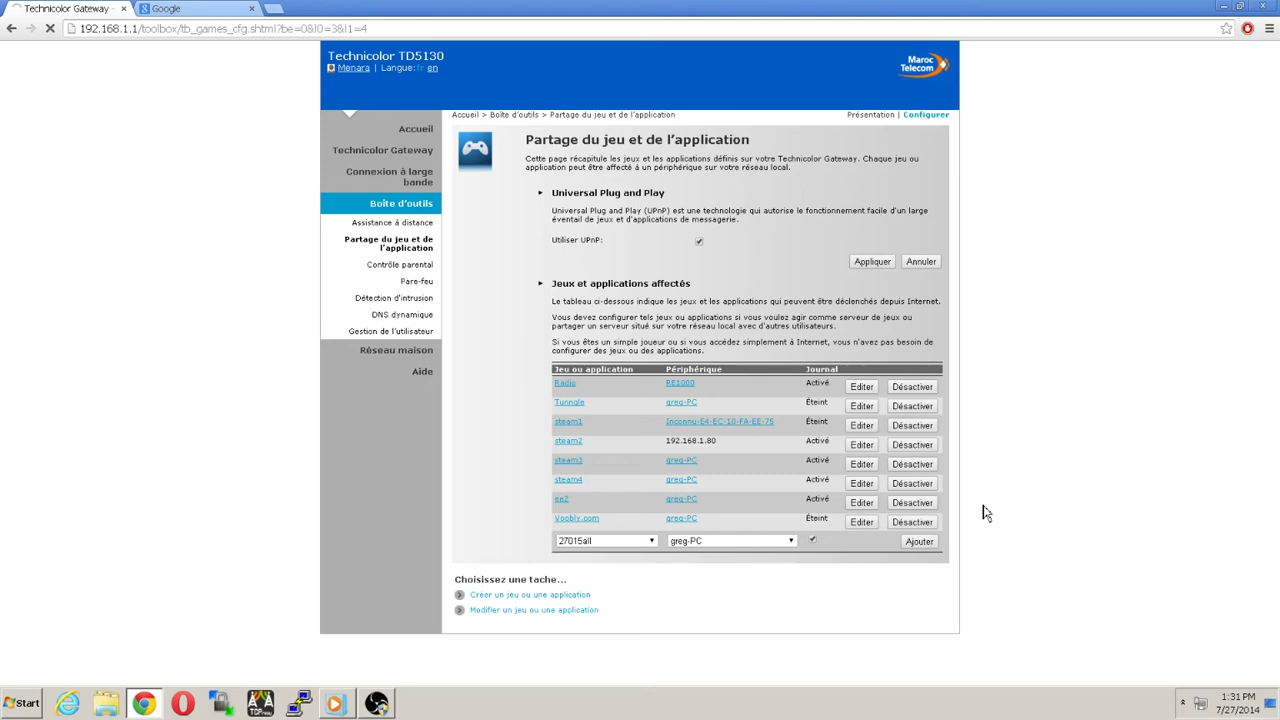 Technicolor Gateway -
Google
192.168.1.1/toolbox/tb_games_cfg.shtml?be=0&l0=3&l1=4
Technicolor TD5130
Menara | Langue:fr en
Maroc
Telecom
Accueil > Boîte d'outils > Partage du jeu et de l'application
Présentation | Configurer
Accueil
Technicolor Gateway
Connexion à large
bande
Boîte d'outils
Assistance à distance
Partage du jeu et de
l'application
Contrôle parental
Pare-feu
Détection d'intrusion
DNS dynamique
Gestion de l'utilisateur
Réseau maison
Aide
Partage du jeu et de l'application
Cette page récapitule les jeux et les applications définis sur votre Technicolor Gateway. Chaque jeu ou
application peut être affecté à un périphérique sur votre réseau local.
Universal Plug and Play
Universal Plug and Play (UPnP) est une technologie qui autorise le fonctionnement facile d'un large
éventail de jeux et d'applications de messagerie.
Utiliser UPnP:
Appliquer Annuler
Jeux et applications affectés
Le tableau ci-dessous indique les jeux et les applications qui peuvent être déclenchés depuis Internet.
Vous devez configurer tels jeux ou applications si vous voulez agir comme serveur de jeux ou
partager un serveur situé sur votre réseau local avec d'autres utilisateurs.
Si vous êtes un simple joueur ou si vous accédez simplement à Internet, vous n'avez pas besoin de
configurer des jeux ou des applications.
Jeu ou application Périphérique Journal
Radio RE1000 Activé Editer Désactiver
Tunngle greg-PC Éteint Editer Désactiver
steam1 Inconnu-E4-EC-10-FA-EE-75 Éteint Editer Désactiver
steam2 192.168.1.80 Activé Editer Désactiver
steam3 greg-PC Activé Editer Désactiver
steam4 greg-PC Activé Editer Désactiver
ee2 greg-PC Activé Editer Désactiver
Voobly.com greg-PC Éteint Editer Désactiver
27015all greg-PC Ajouter
Choisissez une tache...
Créer un jeu ou une application
Modifier un jeu ou une application
Start
1:31 PM
7/27/2014